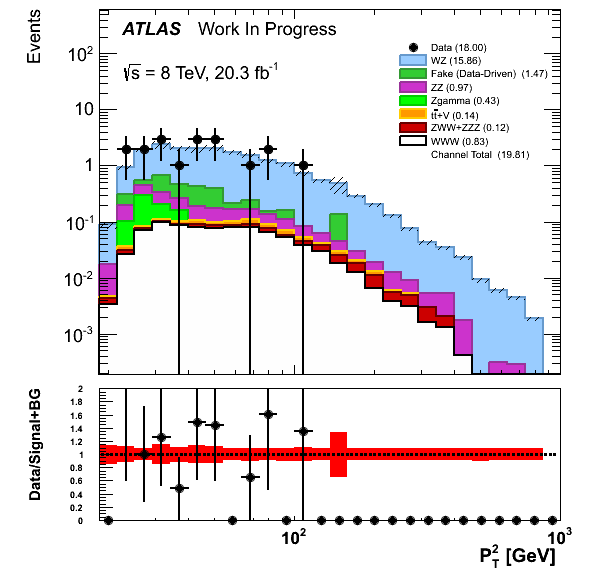 Events
ATLAS Work In Progress
√s = 8 TeV, 20.3 fb⁻¹
Data (18.00)
WZ (15.86)
Fake (Data-Driven) (1.47)
ZZ (0.97)
Zgamma (0.43)
tt̄+V (0.14)
ZWW+ZZZ (0.12)
WWW (0.83)
Channel Total (19.81)
10²
10
1
10⁻¹
10⁻²
10⁻³
Data/Signal+BG
2
1.8
1.6
1.4
1.2
1
0.8
0.6
0.4
0.2
0
10²
10³
P²_T [GeV]